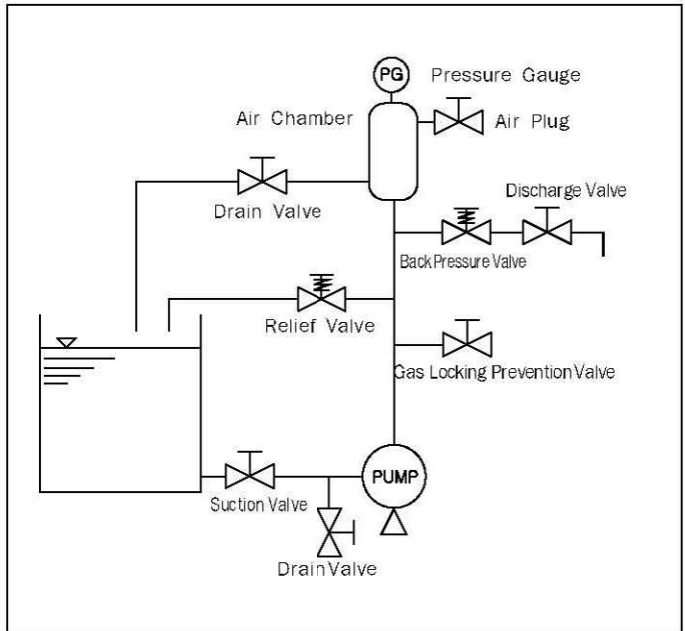 PG Pressure Gauge
Air Chamber
Air Plug
Drain Valve
Discharge Valve
Back Pressure Valve
Relief Valve
Gas Locking Prevention Valve
PUMP
Suction Valve
Drain Valve